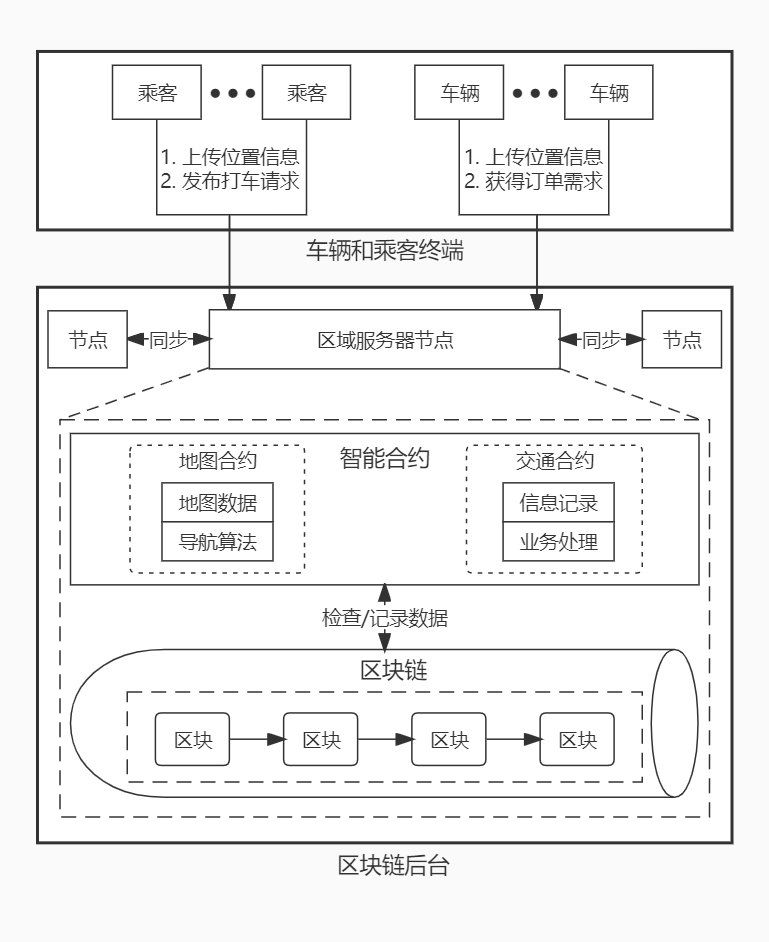 乘客
乘客
车辆
车辆
1. 上传位置信息
2. 发布打车请求
1. 上传位置信息
2. 获得订单需求
车辆和乘客终端
节点
同步
区域服务器节点
同步
节点
智能合约
地图合约
地图数据
导航算法
交通合约
信息记录
业务处理
检查/记录数据
区块链
区块
区块
区块
区块
区块链后台